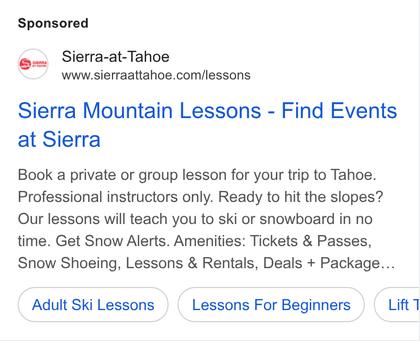 Sponsored
Sierra-at-Tahoe
www.sierraattahoe.com/lessons
Sierra Mountain Lessons - Find Events
at Sierra
Book a private or group lesson for your trip to Tahoe.
Professional instructors only. Ready to hit the slopes?
Our lessons will teach you to ski or snowboard in no
time. Get Snow Alerts. Amenities: Tickets & Passes,
Snow Shoeing, Lessons & Rentals, Deals + Package…
Adult Ski Lessons Lessons For Beginners Lift